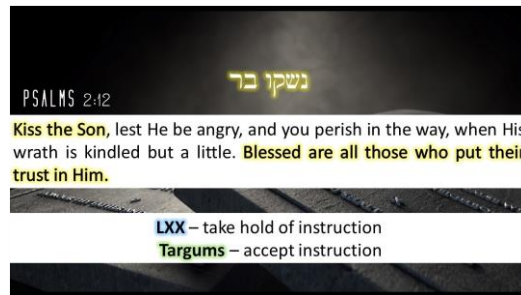 נשקו בר
PSALMS 2:12
Kiss the Son, lest He be angry, and you perish in the way, when His
wrath is kindled but a little. Blessed are all those who put their
trust in Him.
LXX – take hold of instruction
Targums – accept instruction